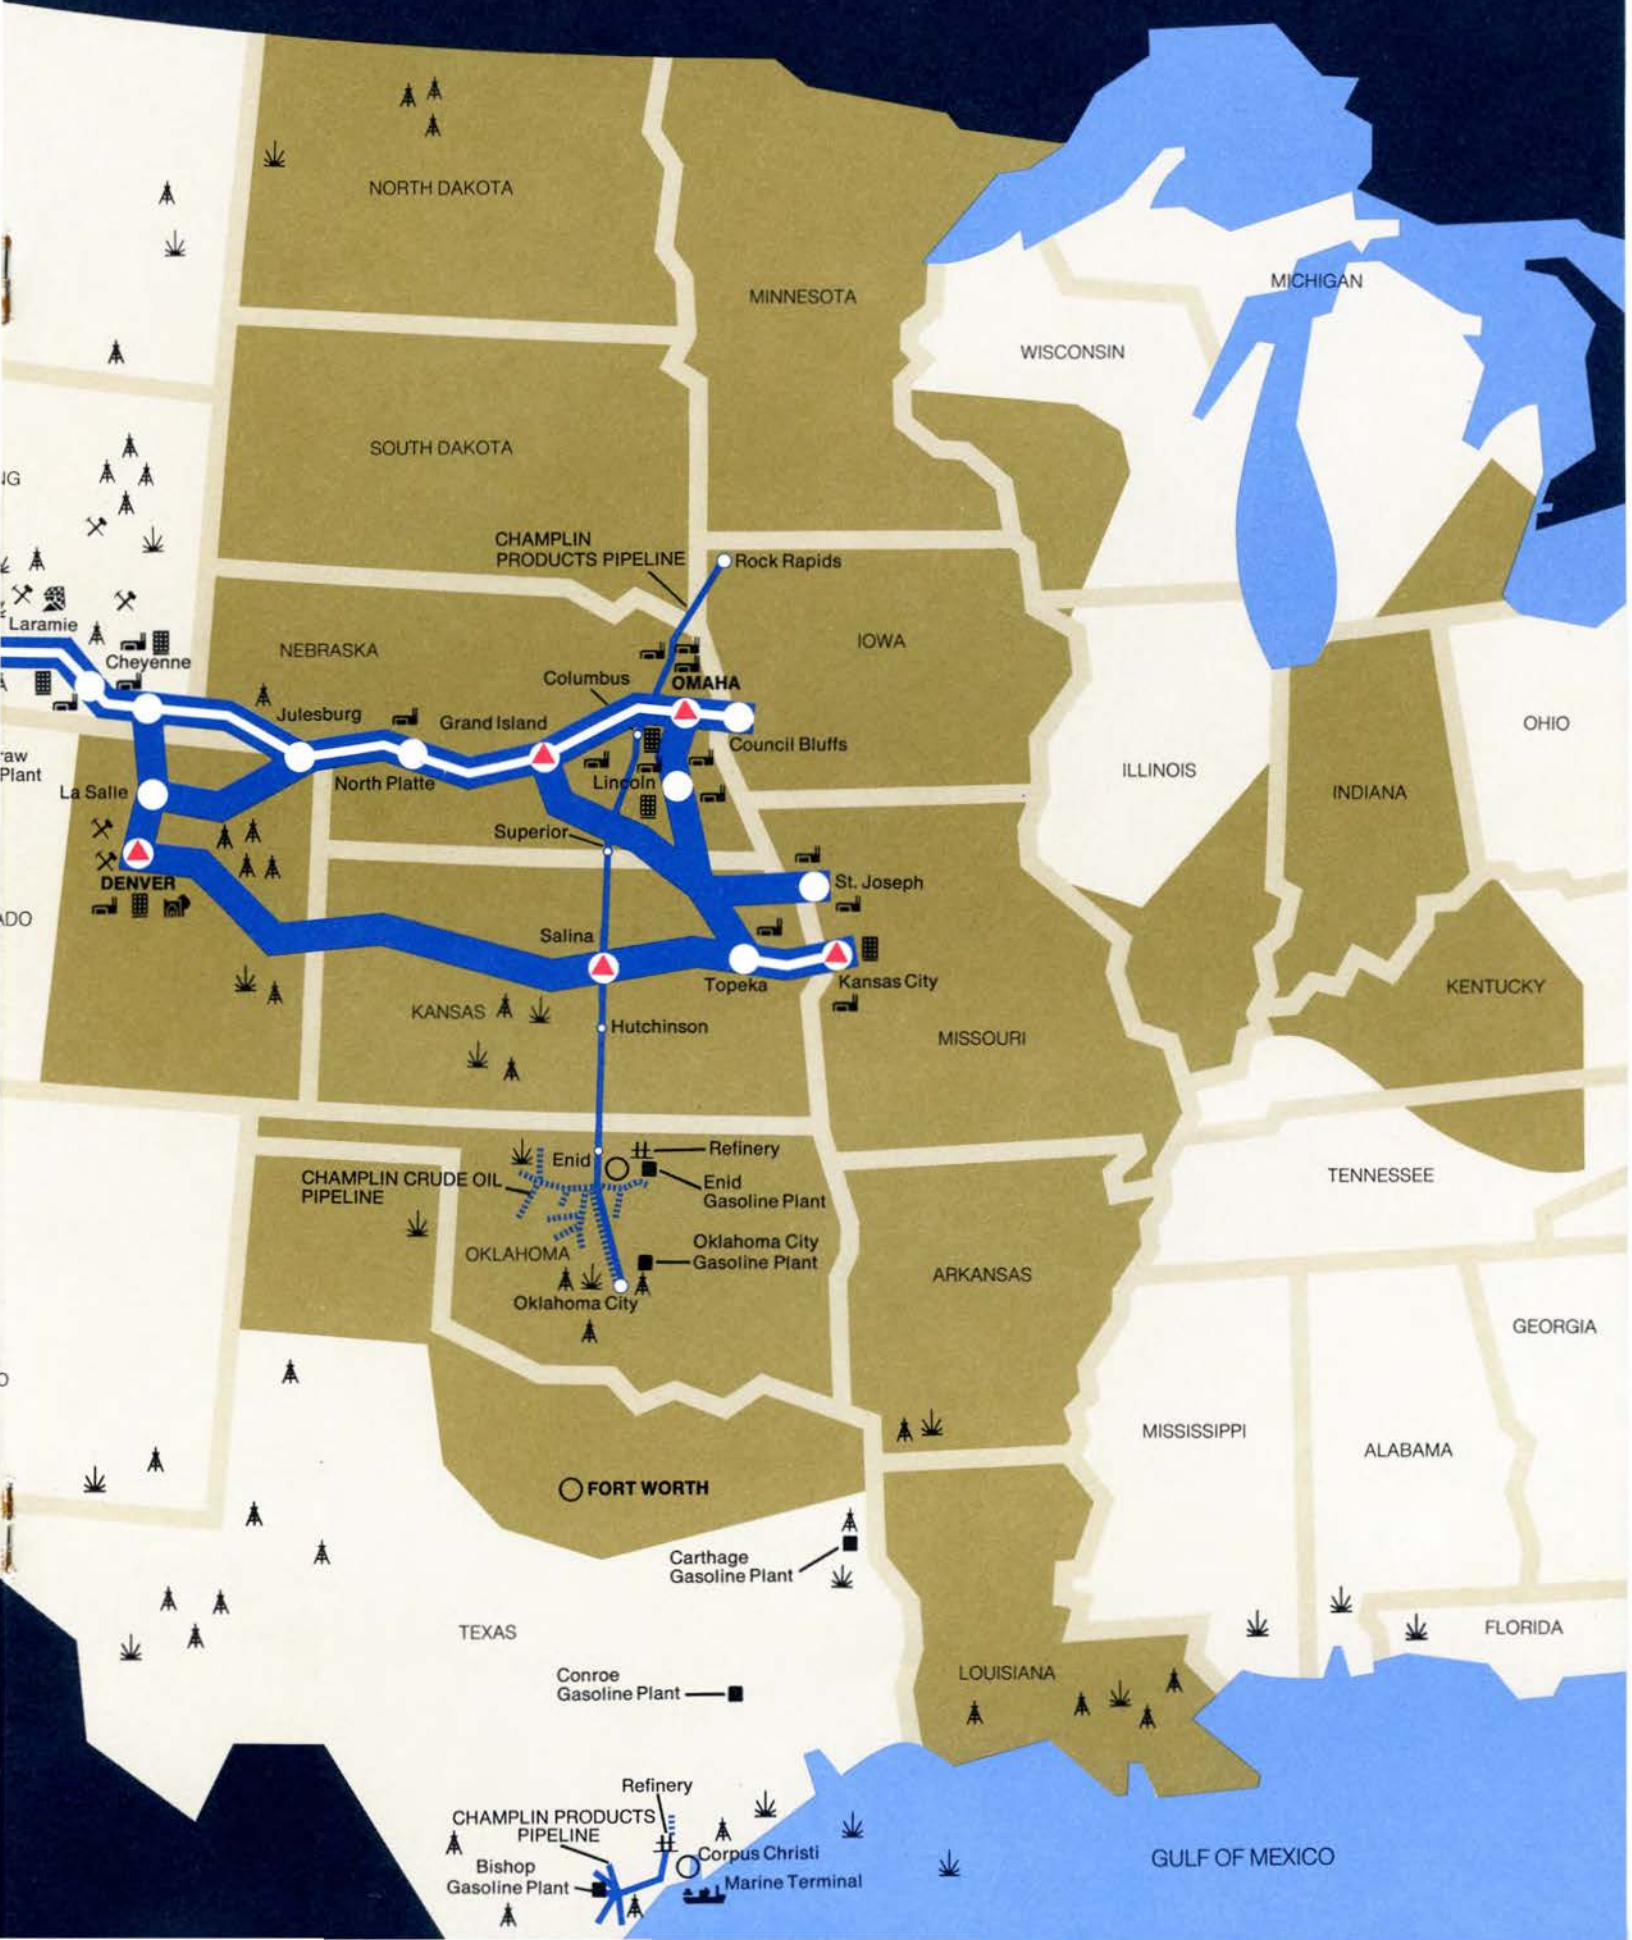 NORTH DAKOTA
MINNESOTA
MICHIGAN
WISCONSIN
SOUTH DAKOTA
NG
CHAMPLIN
PRODUCTS PIPELINE
Rock Rapids
Laramie
NEBRASKA
IOWA
Cheyenne
Columbus
OMAHA
Julesburg
Grand Island
OHIO
Council Bluffs
raw
Plant
ILLINOIS
La Salle
North Platte
Lincoln
INDIANA
Superior
DENVER
St. Joseph
ADO
Salina
Topeka
Kansas City
KENTUCKY
KANSAS
Hutchinson
MISSOURI
Refinery
Enid
CHAMPLIN CRUDE OIL
PIPELINE
Enid
Gasoline Plant
TENNESSEE
Oklahoma City
Gasoline Plant
OKLAHOMA
ARKANSAS
Oklahoma City
GEORGIA
O
MISSISSIPPI
ALABAMA
FORT WORTH
Carthage
Gasoline Plant
TEXAS
FLORIDA
Conroe
Gasoline Plant
LOUISIANA
Refinery
CHAMPLIN PRODUCTS
PIPELINE
Corpus Christi
GULF OF MEXICO
Bishop
Gasoline Plant
Marine Terminal